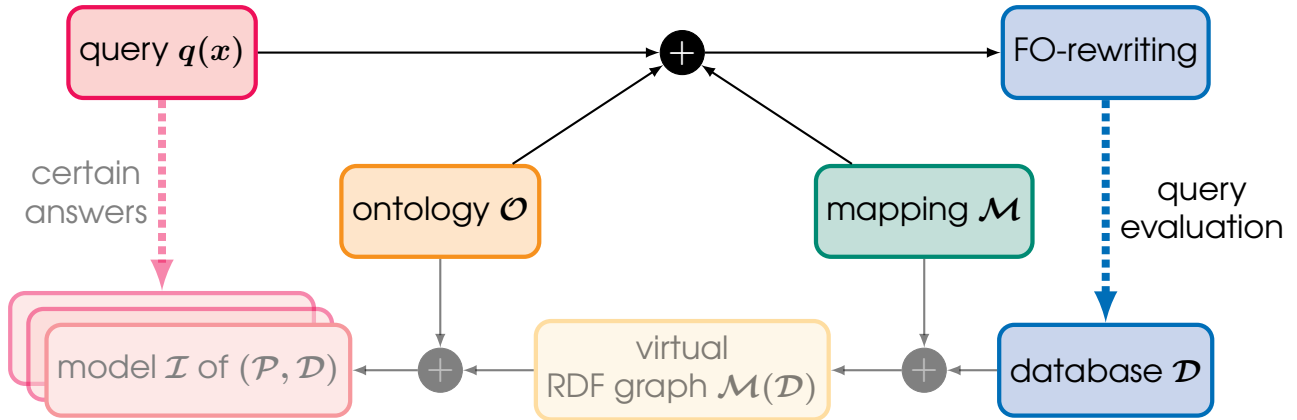 query q(x)
+
FO-rewriting
certain
answers
ontology 𝒪
mapping ℳ
query
evaluation
model ℐ of (𝒫, 𝒟)
+
virtual
RDF graph ℳ(𝒟)
+
database 𝒟